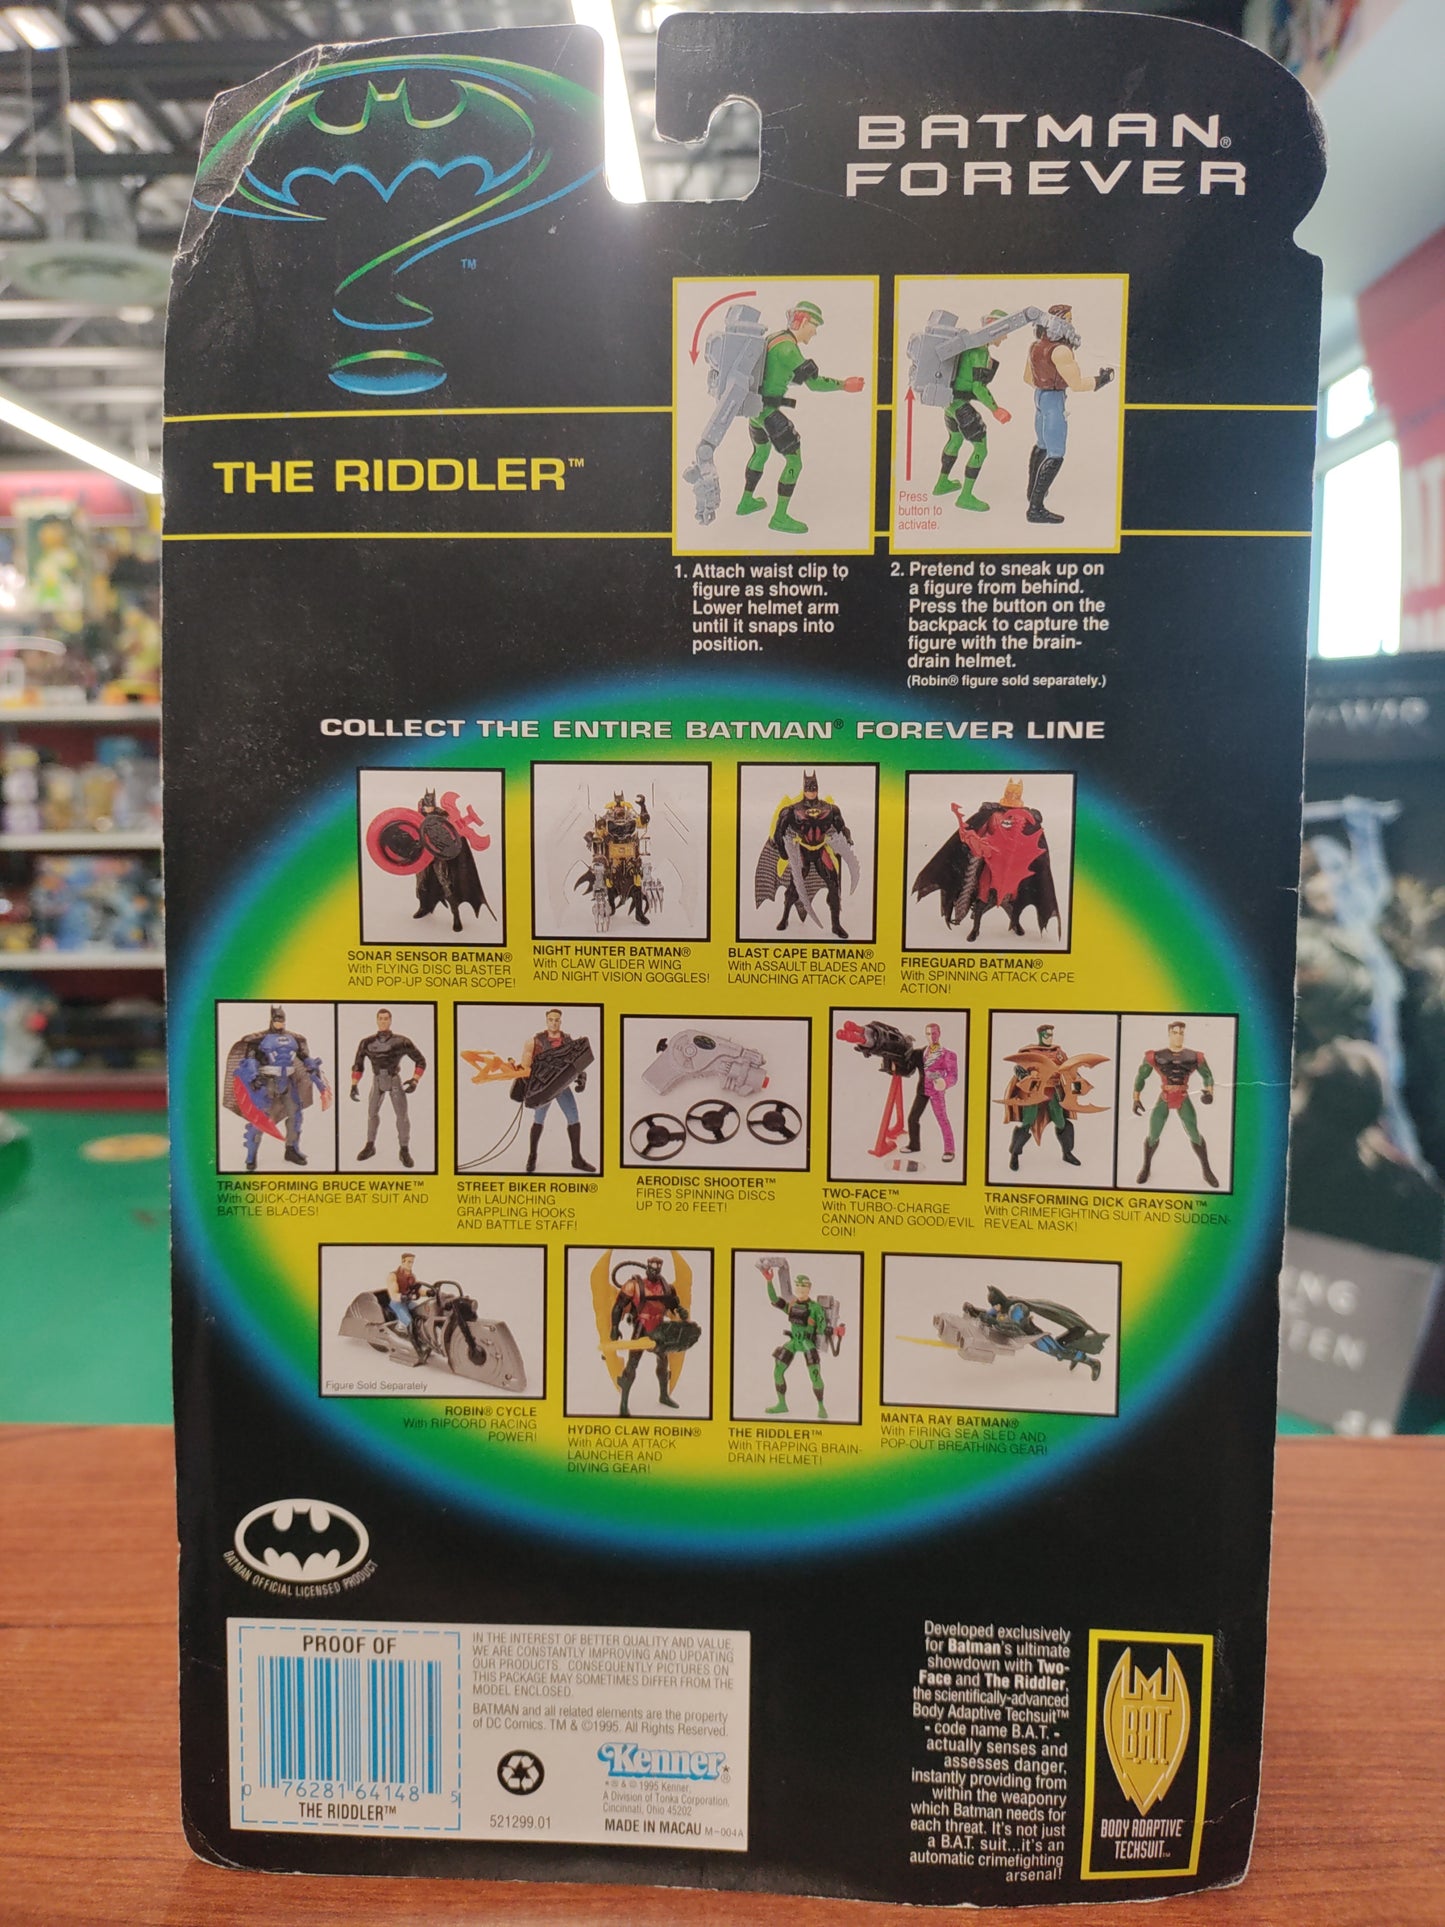 BATMAN®
FOREVER
TM
THE RIDDLER™
Press
button to
activate.
1. Attach waist clip to
figure as shown.
Lower helmet arm
until it snaps into
position.
2. Pretend to sneak up on
a figure from behind.
Press the button on the
backpack to capture the
figure with the brain-
drain helmet.
(Robin® figure sold separately.)
COLLECT THE ENTIRE BATMAN® FOREVER LINE
SONAR SENSOR BATMAN®
With FLYING DISC BLASTER
AND POP-UP SONAR SCOPE!
NIGHT HUNTER BATMAN®
With CLAW GLIDER WING
AND NIGHT VISION GOGGLES!
BLAST CAPE BATMAN®
With ASSAULT BLADES AND
LAUNCHING ATTACK CAPE!
FIREGUARD BATMAN®
With SPINNING ATTACK CAPE
ACTION!
TRANSFORMING BRUCE WAYNE™
With QUICK-CHANGE BAT SUIT AND
BATTLE BLADES!
STREET BIKER ROBIN®
With LAUNCHING
GRAPPLING HOOKS
AND BATTLE STAFF!
AERODISC SHOOTER™
FIRES SPINNING DISCS
UP TO 20 FEET!
TWO-FACE™
With TURBO-CHARGE
CANNON AND GOOD/EVIL
COIN!
TRANSFORMING DICK GRAYSON™
With CRIMEFIGHTING SUIT AND SUDDEN-
REVEAL MASK!
Figure Sold Separately
ROBIN® CYCLE
With RIPCORD RACING
POWER!
HYDRO CLAW ROBIN®
With AQUA ATTACK
LAUNCHER AND
DIVING GEAR!
THE RIDDLER™
With TRAPPING BRAIN-
DRAIN HELMET!
MANTA RAY BATMAN®
With FIRING SEA SLED AND
POP-OUT BREATHING GEAR!
BATMAN OFFICIAL LICENSED PRODUCT
PROOF OF
0 76281 64148 5
THE RIDDLER™
IN THE INTEREST OF BETTER QUALITY AND VALUE,
WE ARE CONSTANTLY IMPROVING AND UPDATING
OUR PRODUCTS. CONSEQUENTLY PICTURES ON
THIS PACKAGE MAY SOMETIMES DIFFER FROM THE
MODEL ENCLOSED.
BATMAN and all related elements are the property
of DC Comics. TM & ©1995. All Rights Reserved.
Kenner®
* ® & © 1995 Kenner,
A Division of Tonka Corporation,
Cincinnati, Ohio 45202
521299.01
MADE IN MACAU M-004A
Developed exclusively
for Batman's ultimate
showdown with Two-
Face and The Riddler,
the scientifically-advanced
Body Adaptive Techsuit™
- code name B.A.T. -
actually senses and
assesses danger,
instantly providing from
within the weaponry
which Batman needs for
each threat. It's not just
a B.A.T. suit...it's an
automatic crimefighting
arsenal!
B.A.T.
BODY ADAPTIVE
TECHSUIT™